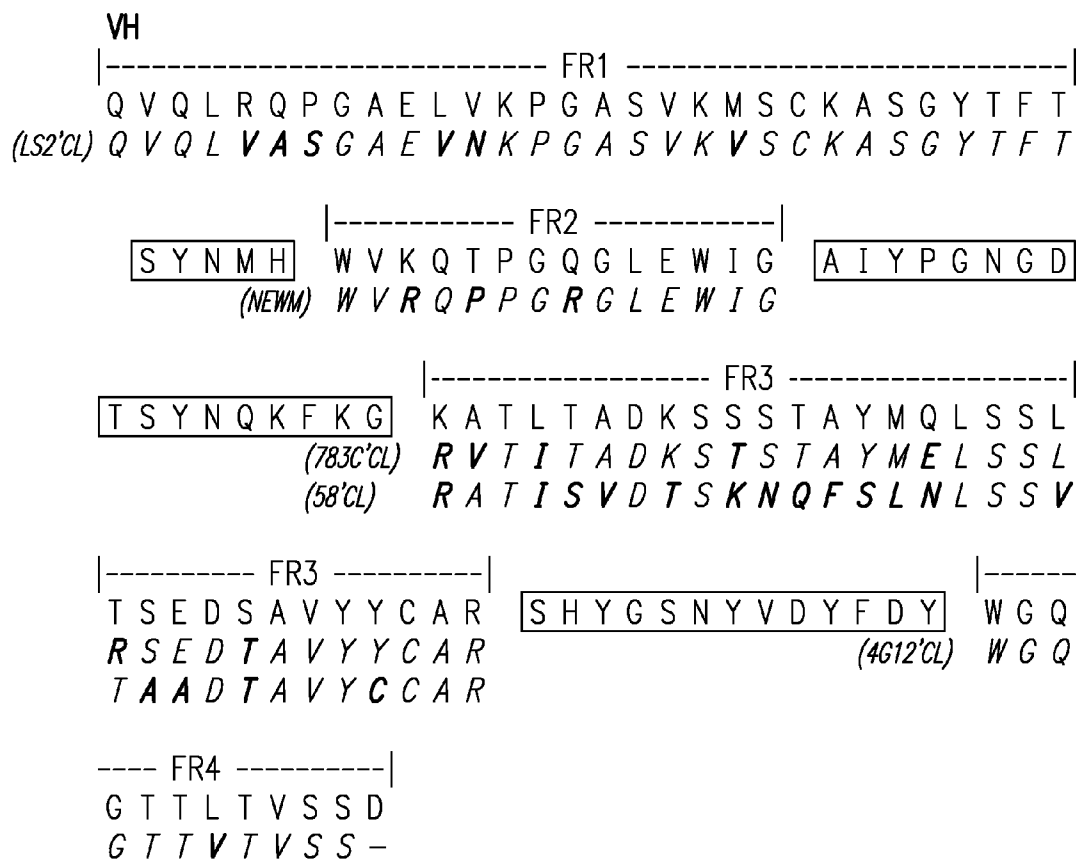 VH
|------------------------------ FR1 -----------------------------|
Q V Q L R Q P G A E L V K P G A S V K M S C K A S G Y T F T
(LS2'CL) Q V Q L V A S G A E V N K P G A S V K V S C K A S G Y T F T
|------------ FR2 ------------|
S Y N M H W V K Q T P G Q G L E W I G A I Y P G N G D
(NEWM) W V R Q P P G R G L E W I G
|------------------- FR3 -------------------|
T S Y N Q K F K G K A T L T A D K S S S T A Y M Q L S S L
(783C'CL) R V T I T A D K S T S T A Y M E L S S L
(58'CL) R A T I S V D T S K N Q F S L N L S S V
|---------- FR3 ----------| |------
T S E D S A V Y Y C A R S H Y G S N Y V D Y F D Y W G Q
R S E D T A V Y Y C A R (4G12'CL) W G Q
T A A D T A V Y C C A R
---- FR4 ----------|
G T T L T V S S D
G T T V T V S S –